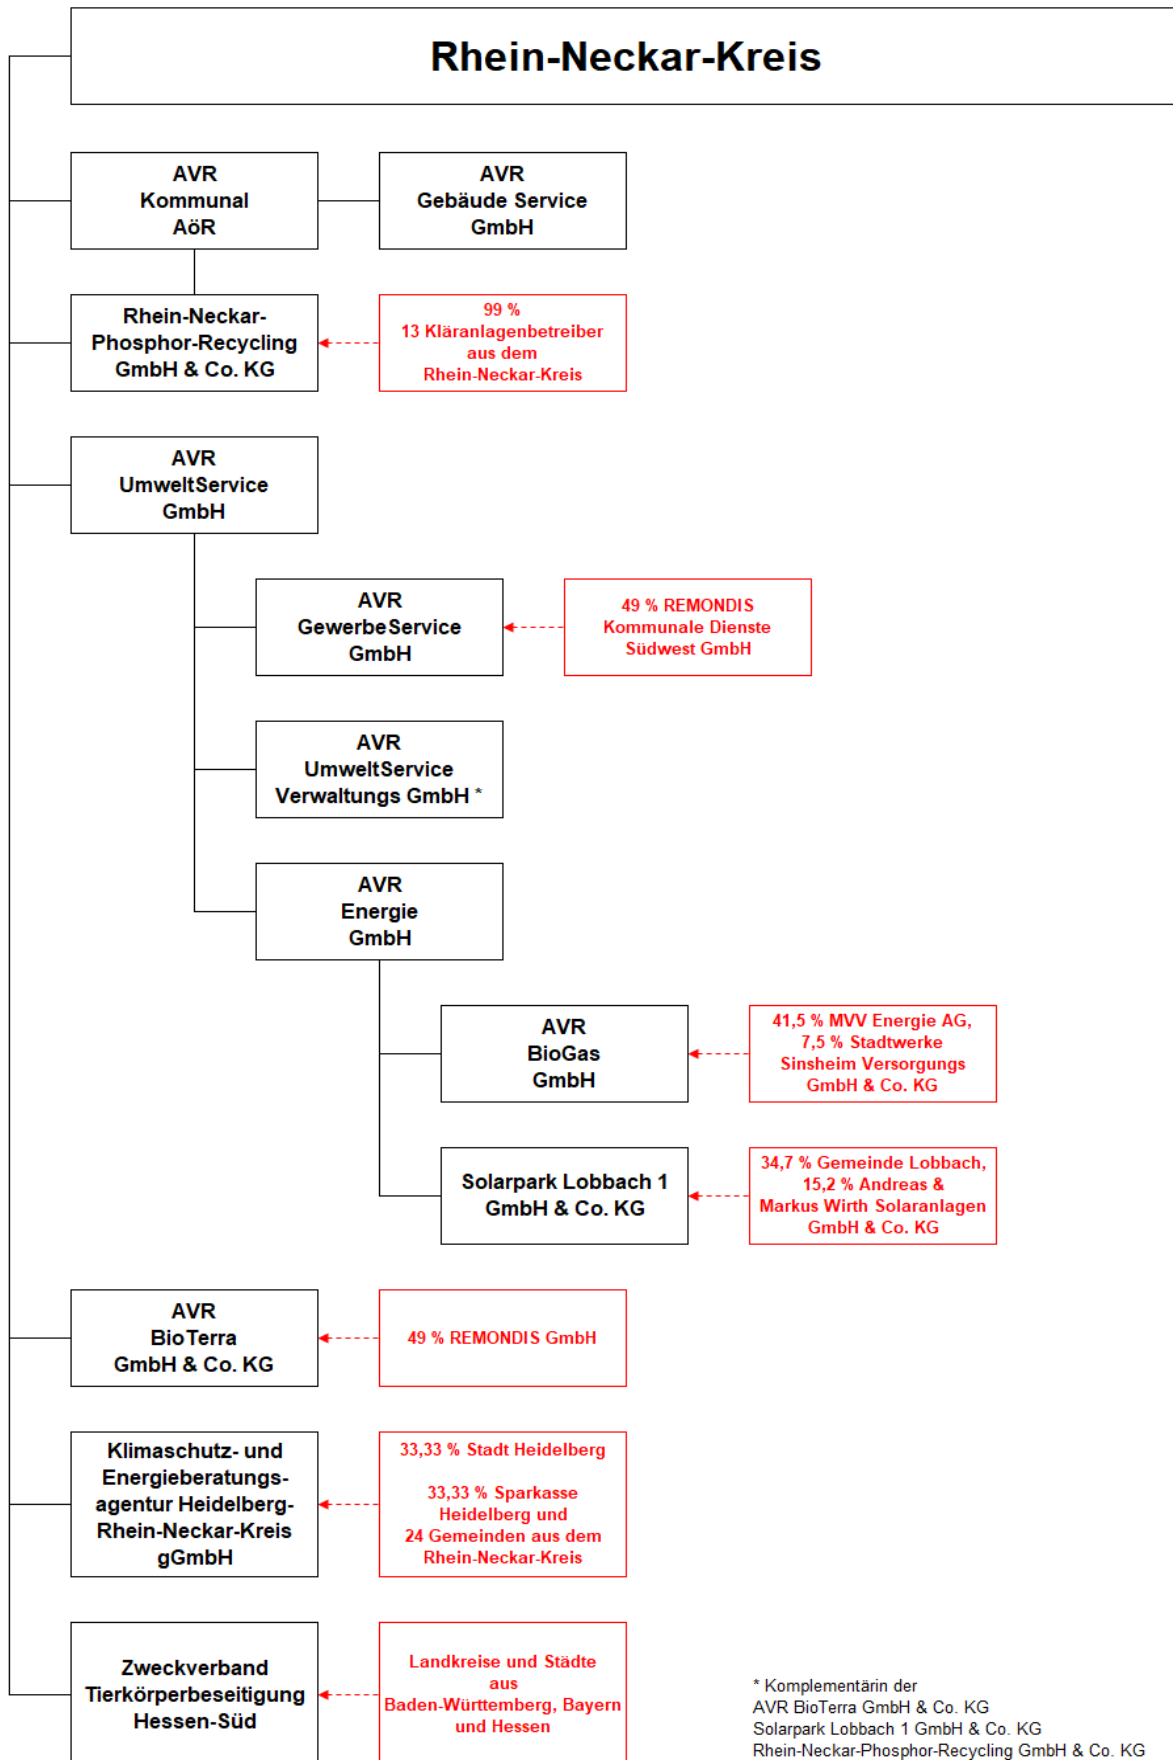 Rhein-Neckar-Kreis
AVR
Kommunal
AöR
AVR
Gebäude Service
GmbH
Rhein-Neckar-
Phosphor-Recycling
GmbH & Co. KG
99 %
13 Kläranlagenbetreiber
aus dem
Rhein-Neckar-Kreis
AVR
UmweltService
GmbH
AVR
GewerbeService
GmbH
49 % REMONDIS
Kommunale Dienste
Südwest GmbH
AVR
UmweltService
Verwaltungs GmbH *
AVR
Energie
GmbH
AVR
BioGas
GmbH
41,5 % MVV Energie AG,
7,5 % Stadtwerke
Sinsheim Versorgungs
GmbH & Co. KG
Solarpark Lobbach 1
GmbH & Co. KG
34,7 % Gemeinde Lobbach,
15,2 % Andreas &
Markus Wirth Solaranlagen
GmbH & Co. KG
AVR
BioTerra
GmbH & Co. KG
49 % REMONDIS GmbH
Klimaschutz- und
Energieberatungs-
agentur Heidelberg-
Rhein-Neckar-Kreis
gGmbH
33,33 % Stadt Heidelberg
33,33 % Sparkasse
Heidelberg und
24 Gemeinden aus dem
Rhein-Neckar-Kreis
Zweckverband
Tierkörperbeseitigung
Hessen-Süd
Landkreise und Städte
aus
Baden-Württemberg, Bayern
und Hessen
* Komplementärin der
AVR BioTerra GmbH & Co. KG
Solarpark Lobbach 1 GmbH & Co. KG
Rhein-Neckar-Phosphor-Recycling GmbH & Co. KG